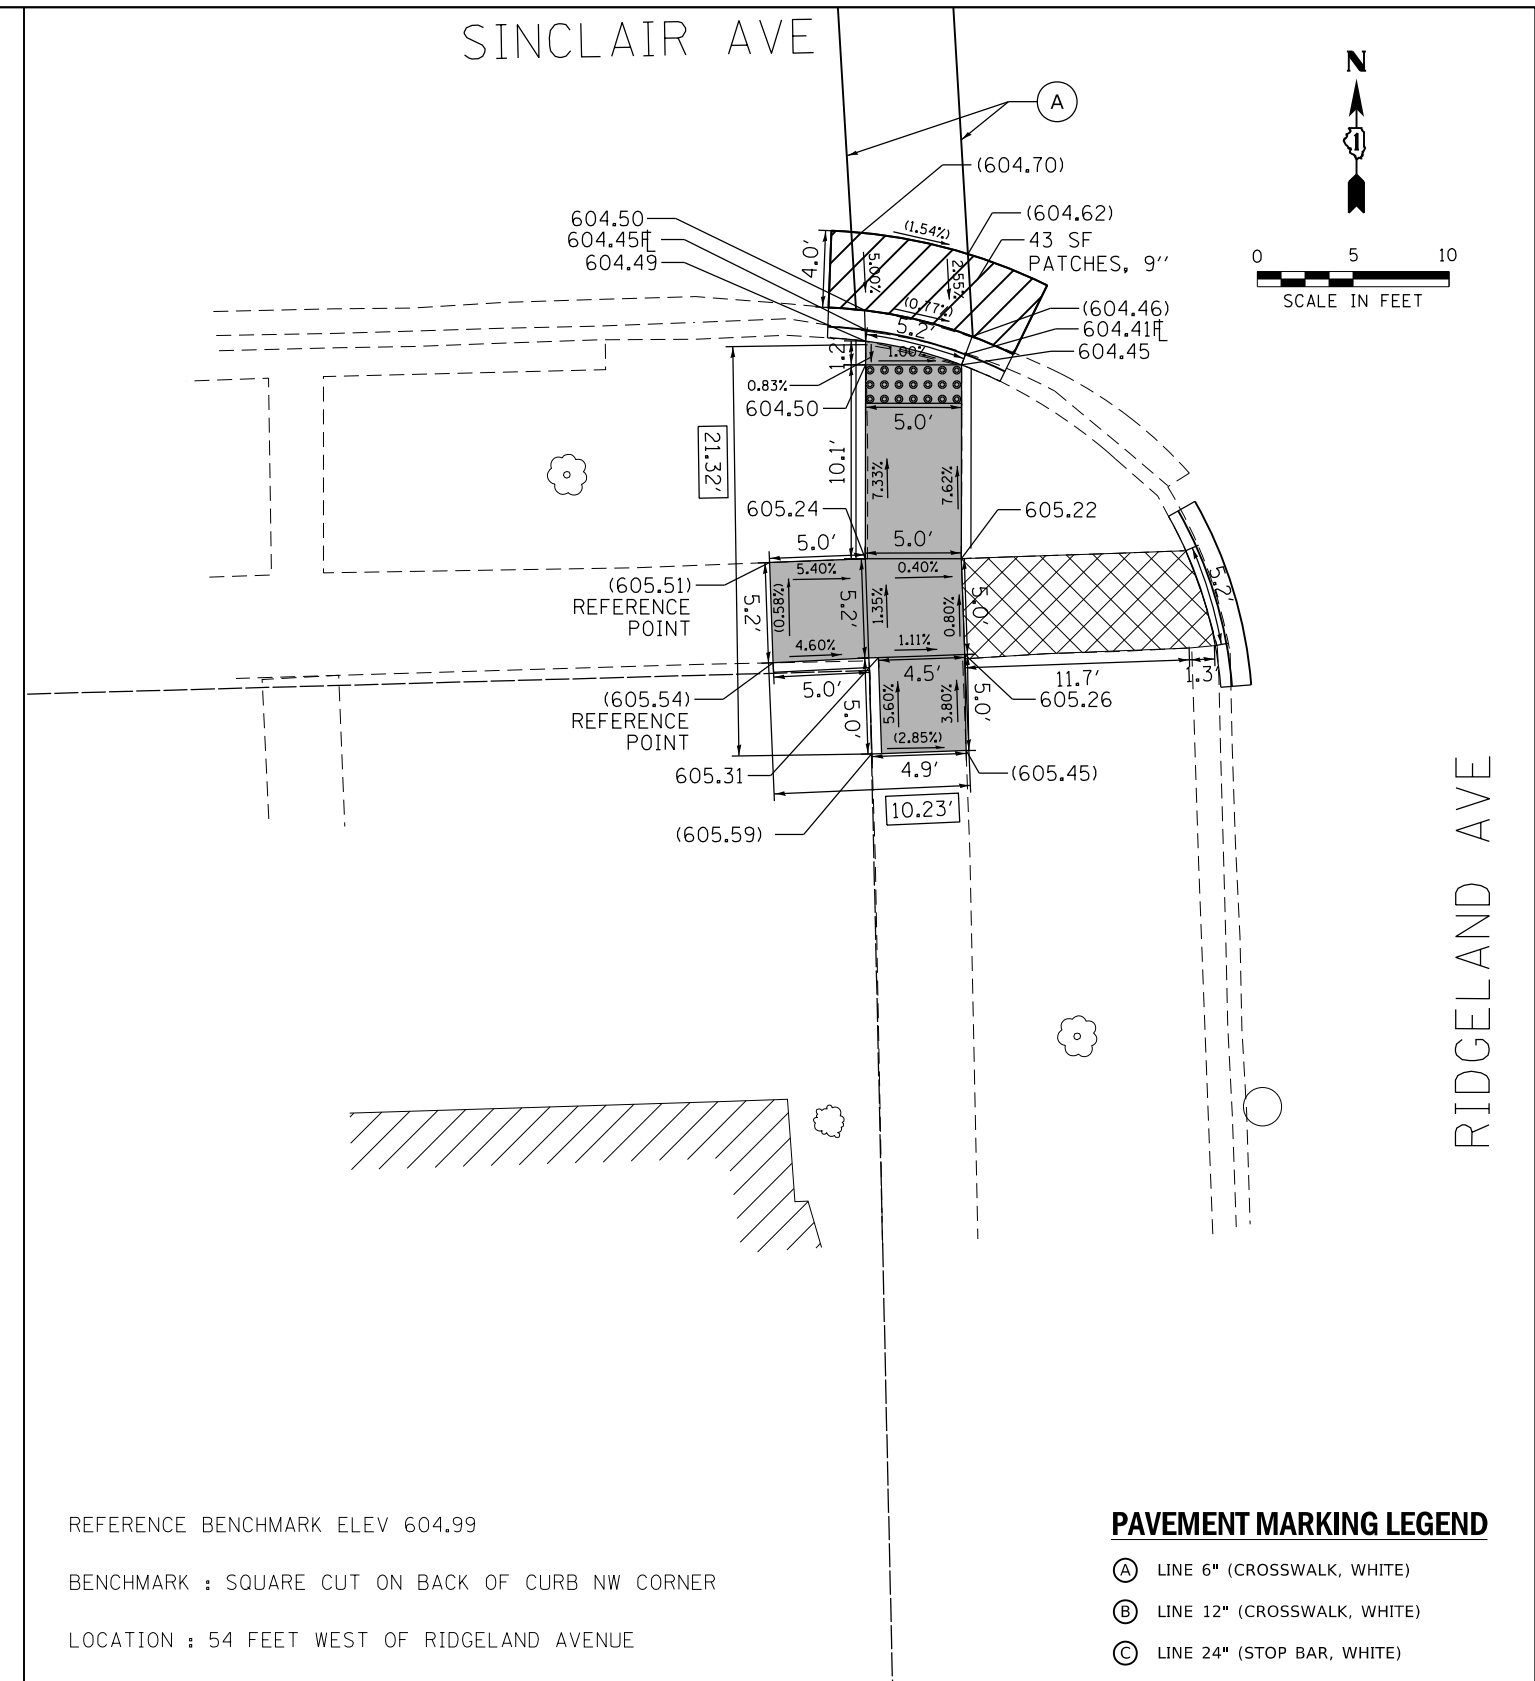 SINCLAIR AVE
N
A
(604.70)
604.50
604.45FL
604.49
(604.62)
43 SF
PATCHES, 9''
0 5 10
SCALE IN FEET
(1.54%)
4.0'
5.00%
2.55%
(0.77%)
5.2'
(604.46)
604.41FL
604.45
1.2'
1.00%
0.83%
604.50
5.0'
21.32'
10.1'
7.33%
7.62%
605.24
605.22
5.0'
5.0'
(605.51)
REFERENCE
POINT
5.40%
0.40%
5.2'
(0.58%)
5.2'
1.35%
0.80%
5.0'
5.2'
4.60%
1.11%
(605.54)
REFERENCE
POINT
5.0'
4.5'
11.7'
1.3'
605.26
5.0'
5.60%
3.80%
5.0'
(2.85%)
605.31
4.9'
(605.45)
10.23'
(605.59)
RIDGELAND AVE
REFERENCE BENCHMARK ELEV 604.99
BENCHMARK : SQUARE CUT ON BACK OF CURB NW CORNER
LOCATION : 54 FEET WEST OF RIDGELAND AVENUE
PAVEMENT MARKING LEGEND
A LINE 6" (CROSSWALK, WHITE)
B LINE 12" (CROSSWALK, WHITE)
C LINE 24" (STOP BAR, WHITE)